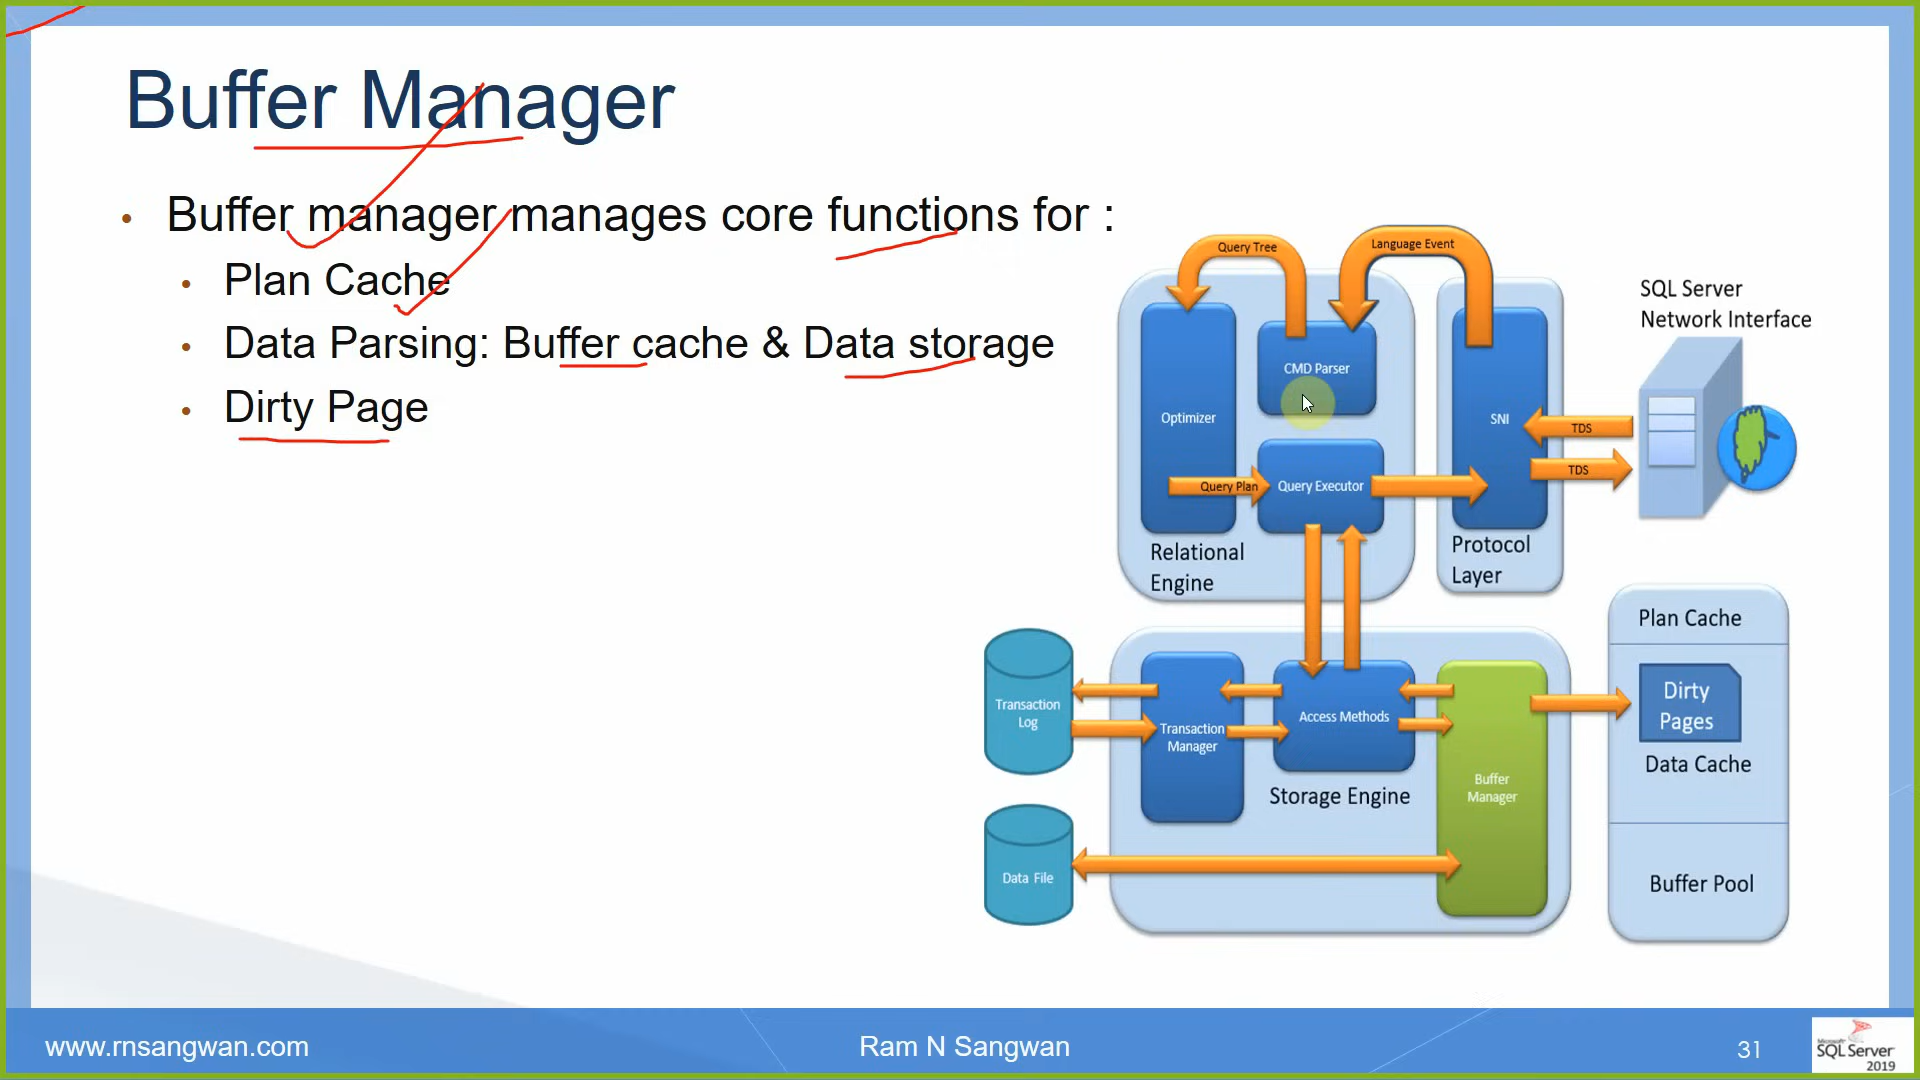 Buffer Manager
• Buffer manager manages core functions for :
• Plan Cache
• Data Parsing: Buffer cache & Data storage
• Dirty Page
Query Tree
Language Event
CMD Parser
Optimizer
Query Plan
Query Executor
Relational
Engine
SNI
Protocol
Layer
TDS
TDS
SQL Server
Network Interface
Transaction
Log
Transaction
Manager
Access Methods
Storage Engine
Buffer
Manager
Data File
Plan Cache
Dirty
Pages
Data Cache
Buffer Pool
www.rnsangwan.com
Ram N Sangwan
31
Microsoft
SQL Server
2019